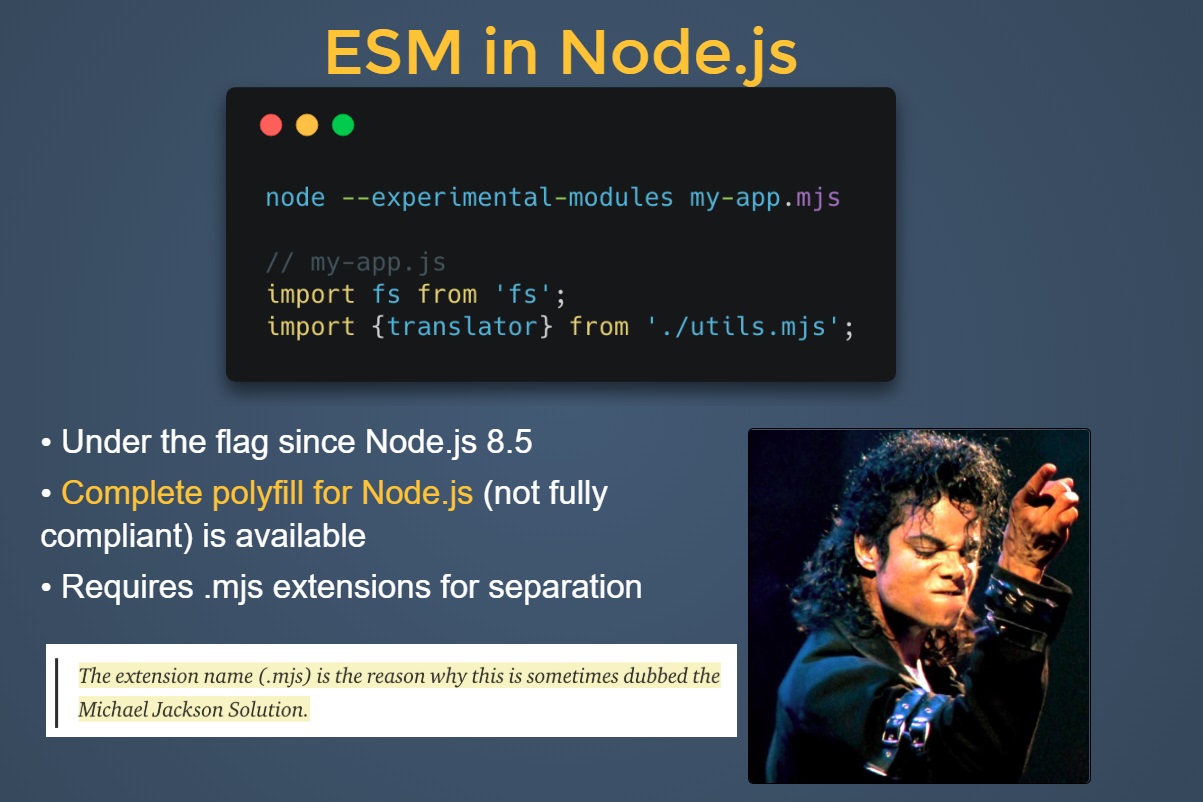 ESM in Node.js
node --experimental-modules my-app.mjs
// my-app.js
import fs from 'fs';
import {translator} from './utils.mjs';
• Under the flag since Node.js 8.5
• Complete polyfill for Node.js (not fully
compliant) is available
• Requires .mjs extensions for separation
The extension name (.mjs) is the reason why this is sometimes dubbed the
Michael Jackson Solution.